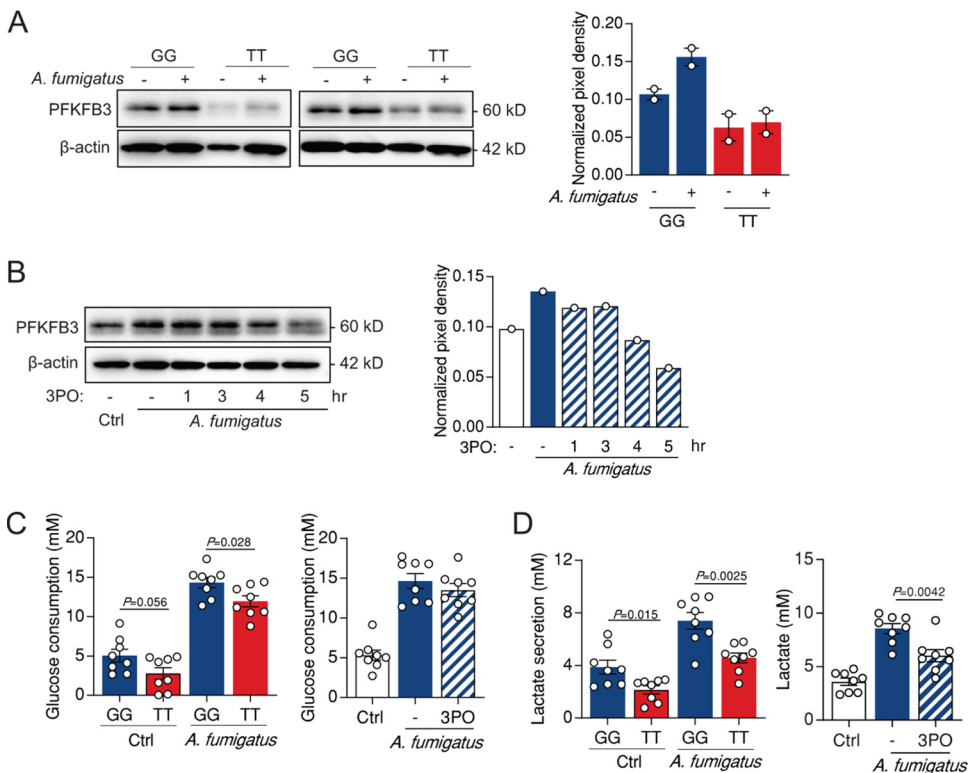 A
GG TT GG TT
A. fumigatus - + - + - + - +
PFKFB3
- 60 kD
β-actin
- 42 kD
Normalized pixel density
0.20
0.15
0.10
0.05
0.00
A. fumigatus - + - +
GG TT
B
PFKFB3
- 60 kD
β-actin
- 42 kD
3PO: - - 1 3 4 5 hr
Ctrl A. fumigatus
Normalized pixel density
0.15
0.10
0.05
0.00
3PO: - - 1 3 4 5 hr
A. fumigatus
C
Glucose consumption (mM)
20
15
10
5
0
P=0.056
P=0.028
GG TT GG TT
Ctrl A. fumigatus
Glucose consumption (mM)
20
15
10
5
0
Ctrl - 3PO
A. fumigatus
D
Lactate secretion (mM)
12
8
4
0
P=0.015
P=0.0025
GG TT GG TT
Ctrl A. fumigatus
Lactate (mM)
15
10
5
0
P=0.0042
Ctrl - 3PO
A. fumigatus